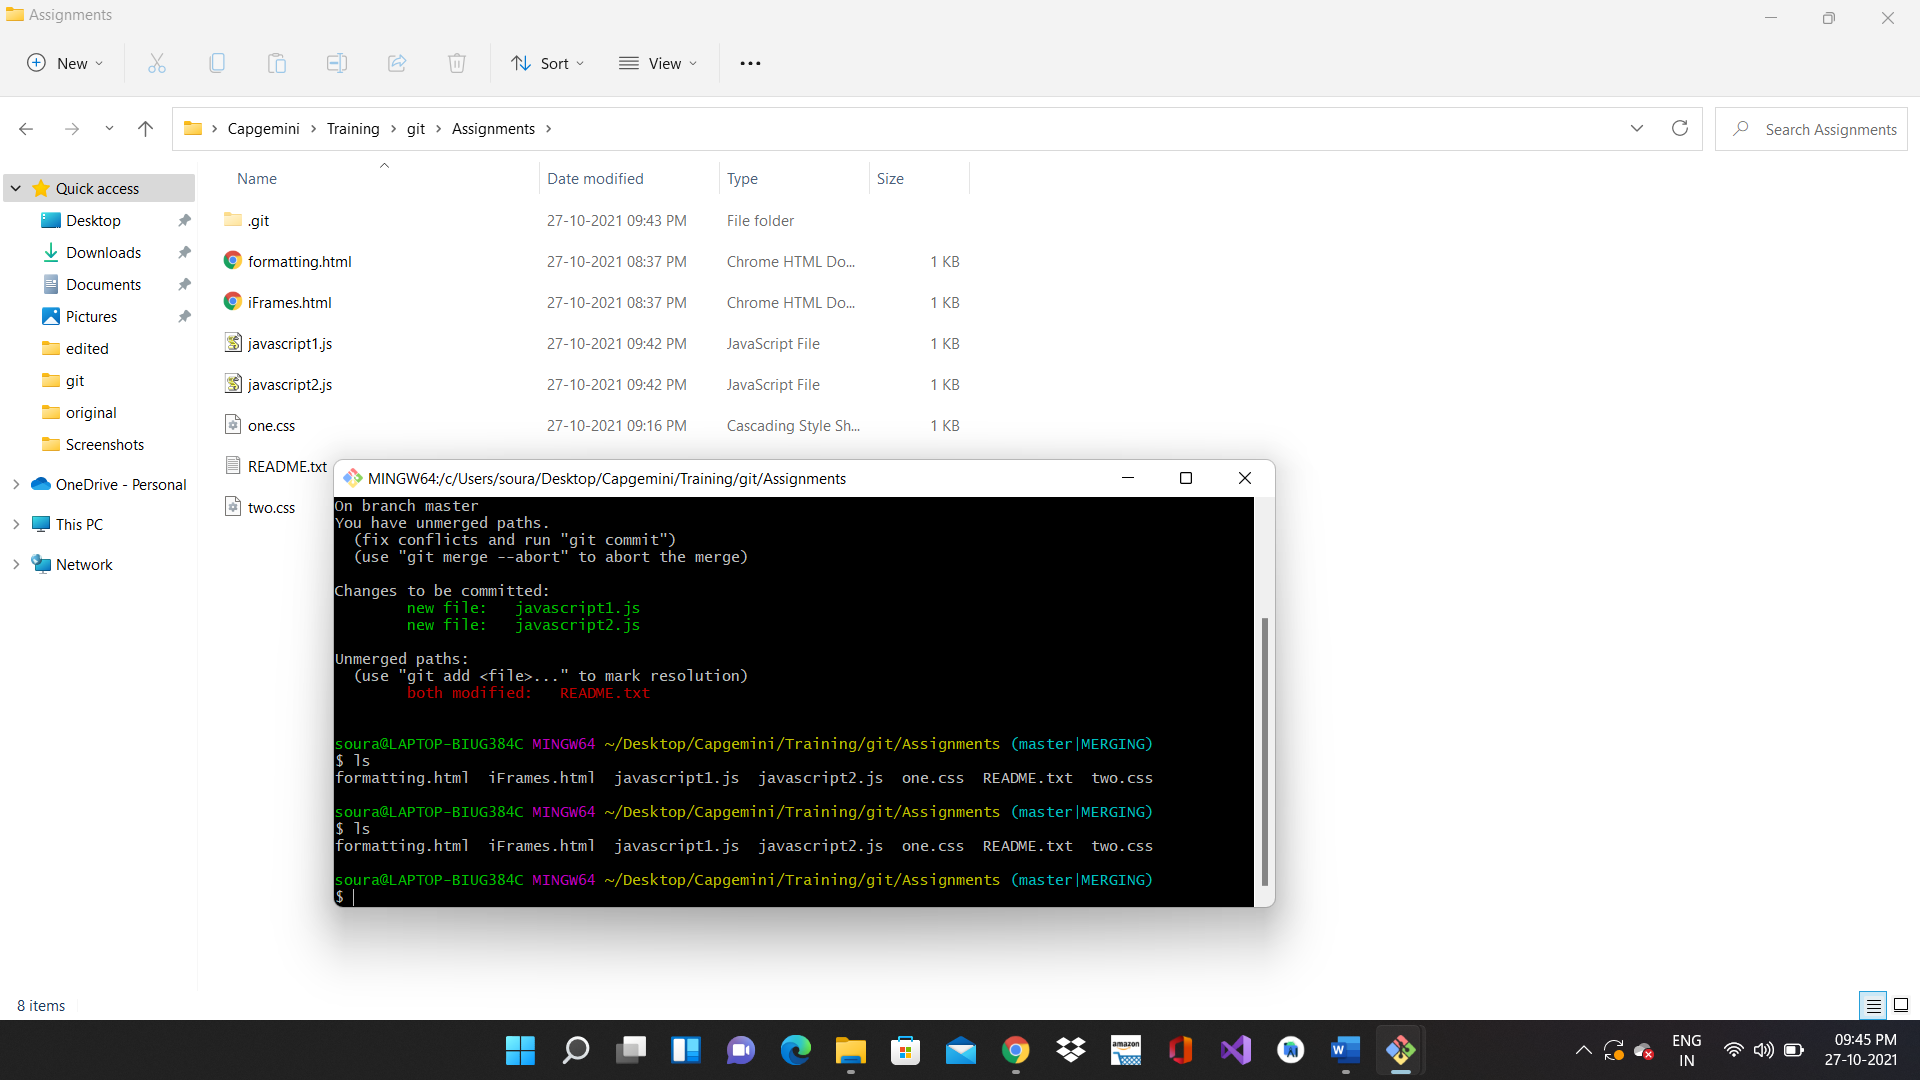 Assignments
New
Sort
View
Capgemini > Training > git > Assignments >
Search Assignments
Name Date modified Type Size
Quick access
Desktop
Downloads
Documents
Pictures
edited
git
original
Screenshots
OneDrive - Personal
This PC
Network
.git 27-10-2021 09:43 PM File folder
formatting.html 27-10-2021 08:37 PM Chrome HTML Do... 1 KB
iFrames.html 27-10-2021 08:37 PM Chrome HTML Do... 1 KB
javascript1.js 27-10-2021 09:42 PM JavaScript File 1 KB
javascript2.js 27-10-2021 09:42 PM JavaScript File 1 KB
one.css 27-10-2021 09:16 PM Cascading Style Sh... 1 KB
README.txt
two.css
MINGW64:/c/Users/soura/Desktop/Capgemini/Training/git/Assignments
On branch master
You have unmerged paths.
(fix conflicts and run "git commit")
(use "git merge --abort" to abort the merge)
Changes to be committed:
new file: javascript1.js
new file: javascript2.js
Unmerged paths:
(use "git add <file>..." to mark resolution)
both modified: README.txt
soura@LAPTOP-BIUG384C MINGW64 ~/Desktop/Capgemini/Training/git/Assignments (master|MERGING)
$ ls
formatting.html iFrames.html javascript1.js javascript2.js one.css README.txt two.css
soura@LAPTOP-BIUG384C MINGW64 ~/Desktop/Capgemini/Training/git/Assignments (master|MERGING)
$ ls
formatting.html iFrames.html javascript1.js javascript2.js one.css README.txt two.css
soura@LAPTOP-BIUG384C MINGW64 ~/Desktop/Capgemini/Training/git/Assignments (master|MERGING)
$
8 items
amazon
W
ENG
IN
09:45 PM
27-10-2021